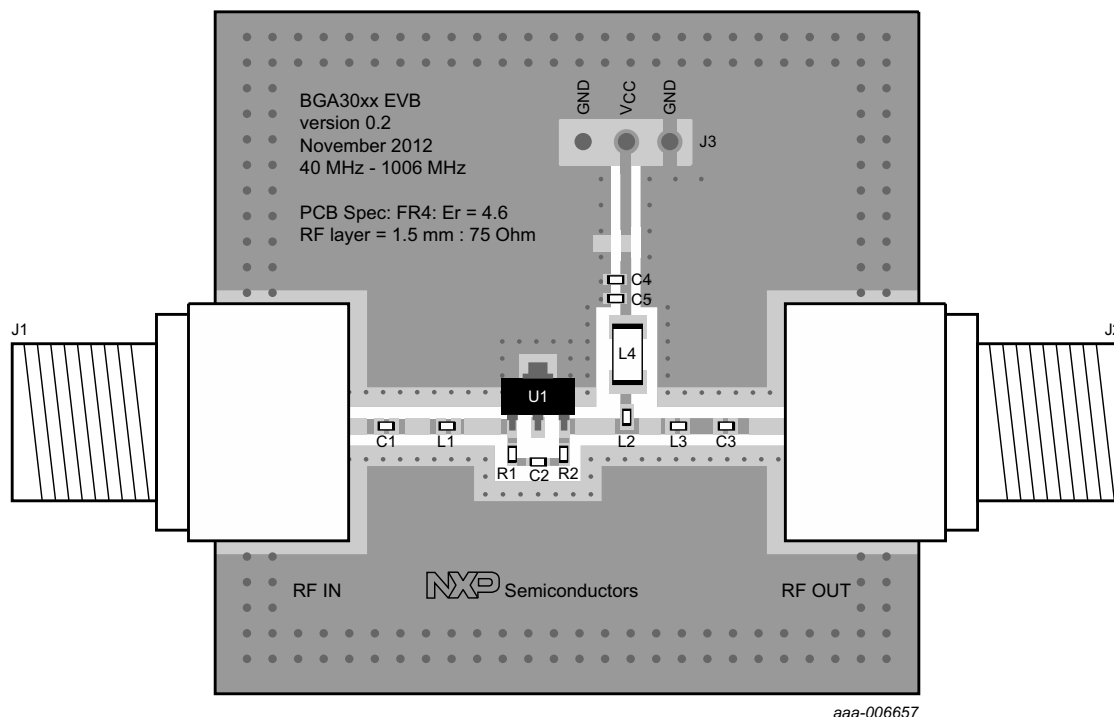 BGA30xx EVB
version 0.2
November 2012
40 MHz - 1006 MHz
PCB Spec: FR4: Er = 4.6
RF layer = 1.5 mm : 75 Ohm
GND
VCC
GND
J3
C4
C5
J1
J2
L4
U1
C1
L1
L2
L3
C3
R1
C2
R2
RF IN
NXP Semiconductors
RF OUT
aaa-006657